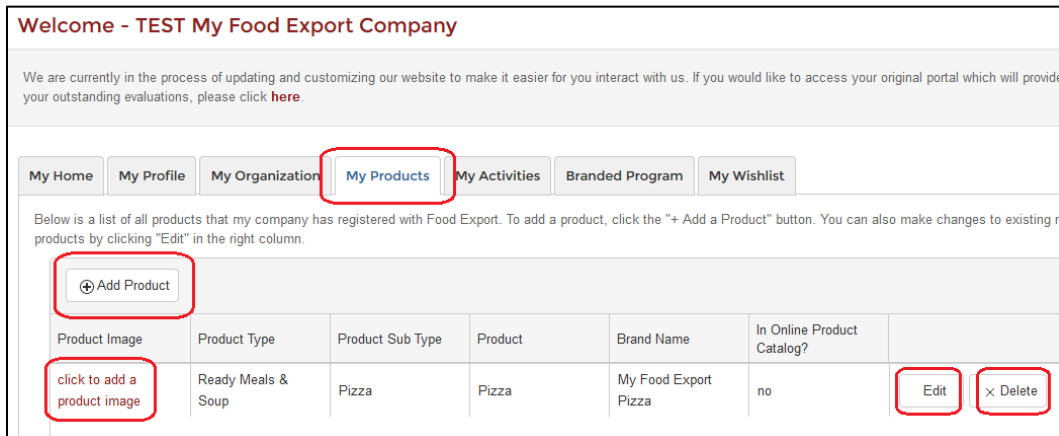 Welcome - TEST My Food Export Company
We are currently in the process of updating and customizing our website to make it easier for you interact with us. If you would like to access your original portal which will provide
your outstanding evaluations, please click here.
My Home My Profile My Organization My Products My Activities Branded Program My Wishlist
Below is a list of all products that my company has registered with Food Export. To add a product, click the "+ Add a Product" button. You can also make changes to existing
products by clicking "Edit" in the right column.
Add Product
Product Image Product Type Product Sub Type Product Brand Name In Online Product
Catalog?
click to add a Ready Meals & Pizza Pizza My Food Export no Edit × Delete
product image Soup Pizza